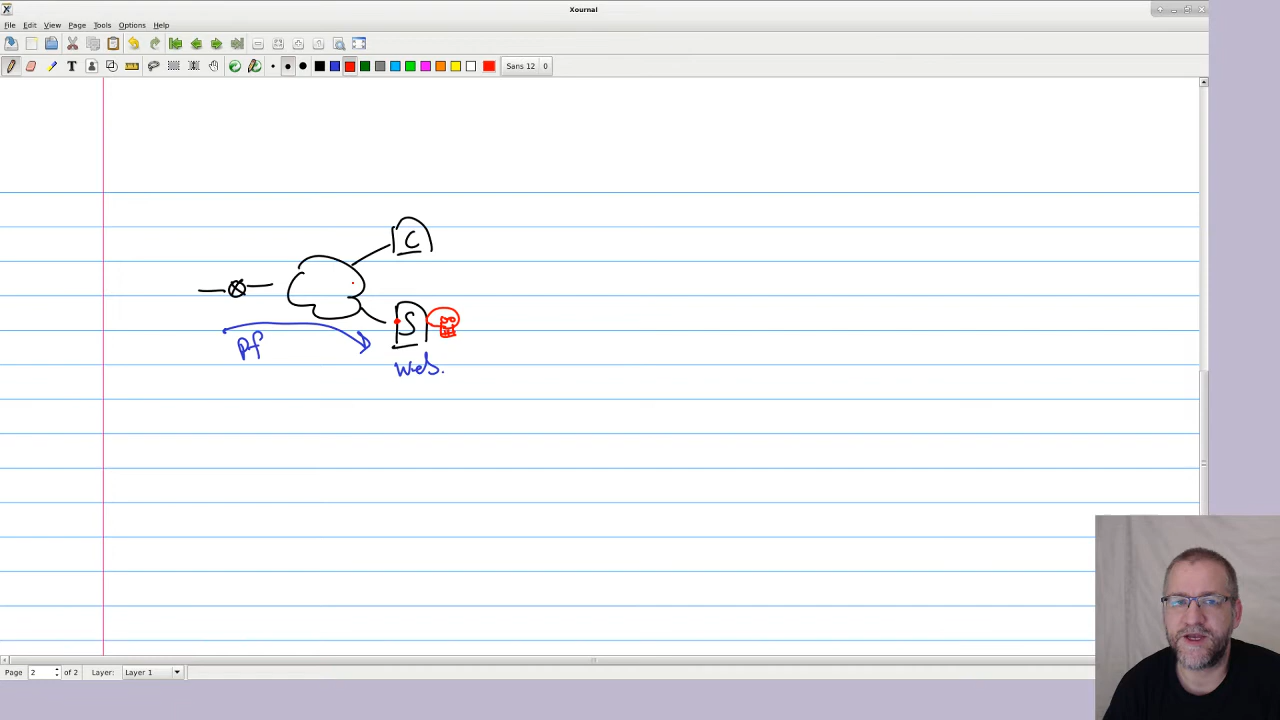 Xournal
File Edit View Page Tools Options Help
Sans 12 0
C
S
pf
Web.
Page 2 of 2 Layer: Layer 1